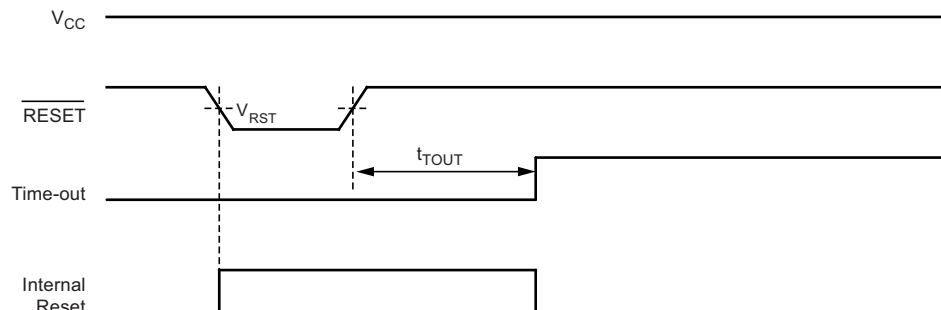 VCC
RESET
VRST
tTOUT
Time-out
Internal
Reset